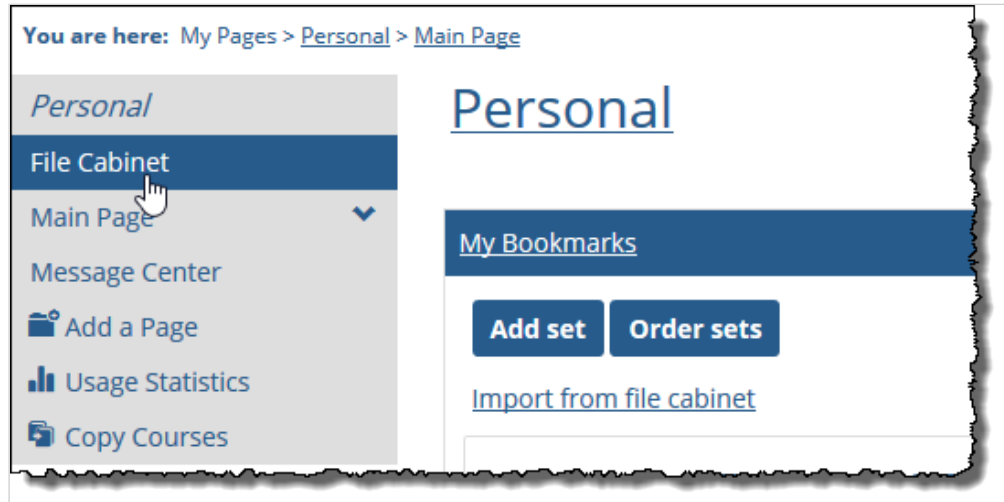 You are here: My Pages > Personal > Main Page
Personal
File Cabinet
Main Page
Message Center
Add a Page
Usage Statistics
Copy Courses
Personal
My Bookmarks
Add set Order sets
Import from file cabinet